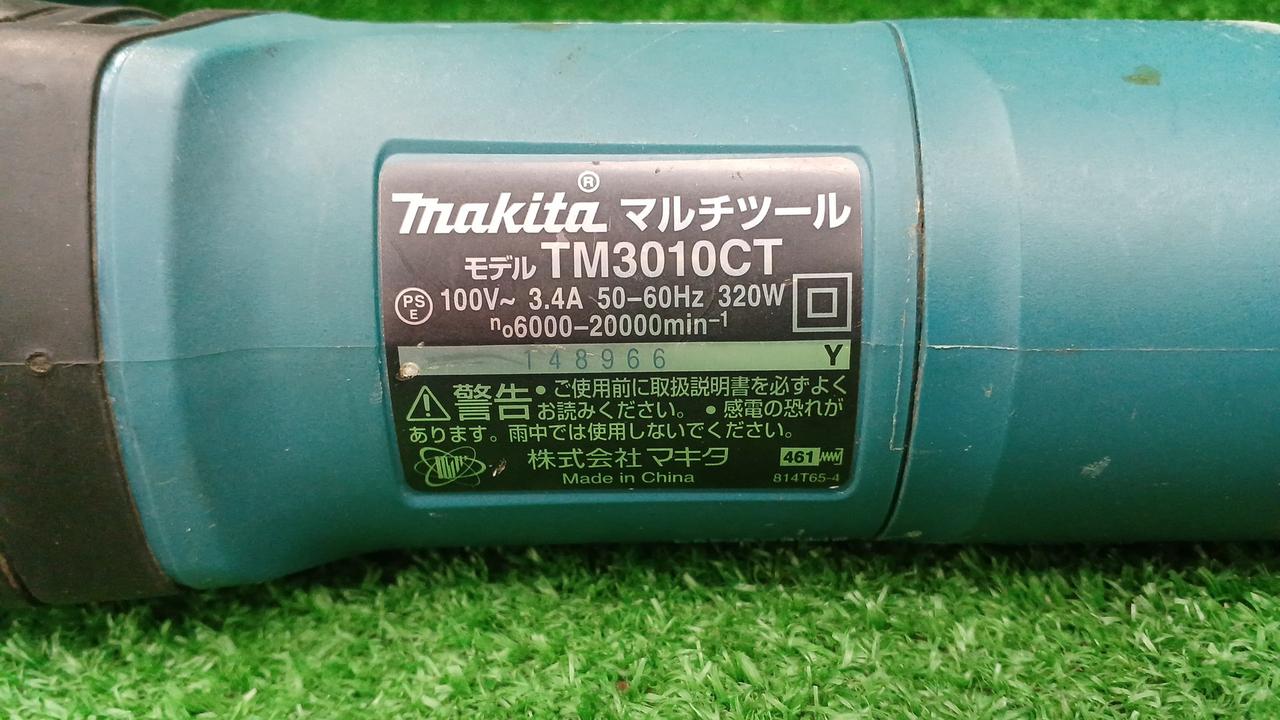 makita® マルチツール
モデル TM3010CT
PSE 100V~ 3.4A 50-60Hz 320W
n₀6000-20000min⁻¹
148966 Y
⚠警告 •ご使用前に取扱説明書を必ずよく
お読みください。 •感電の恐れが
あります。雨中では使用しないでください。
株式会社 マキタ 461
Made in China 814T65-4